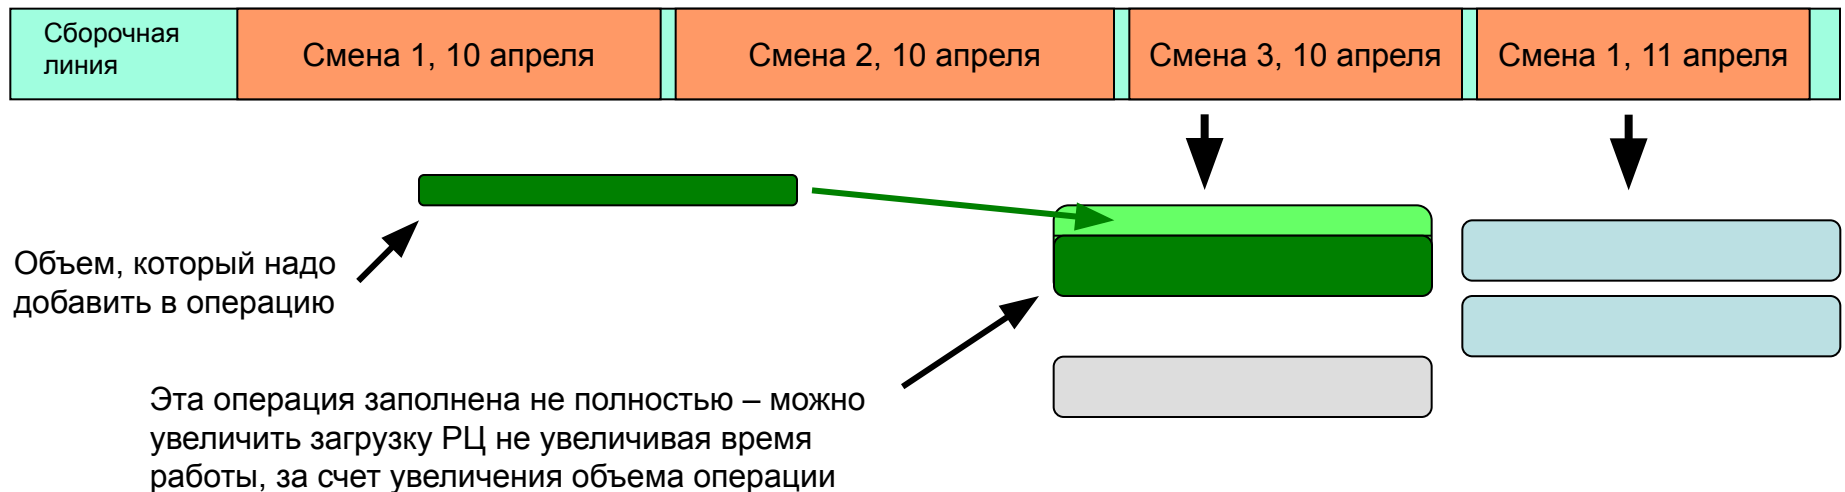 Сборочная
линия
Смена 1, 10 апреля
Смена 2, 10 апреля
Смена 3, 10 апреля
Смена 1, 11 апреля
Объем, который надо
добавить в операцию
Эта операция заполнена не полностью – можно
увеличить загрузку РЦ не увеличивая время
работы, за счет увеличения объема операции